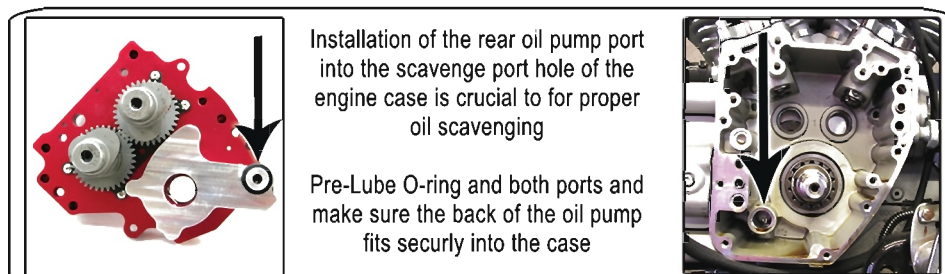 Installation of the rear oil pump port
into the scavenge port hole of the
engine case is crucial to for proper
oil scavenging
Pre-Lube O-ring and both ports and
make sure the back of the oil pump
fits securly into the case